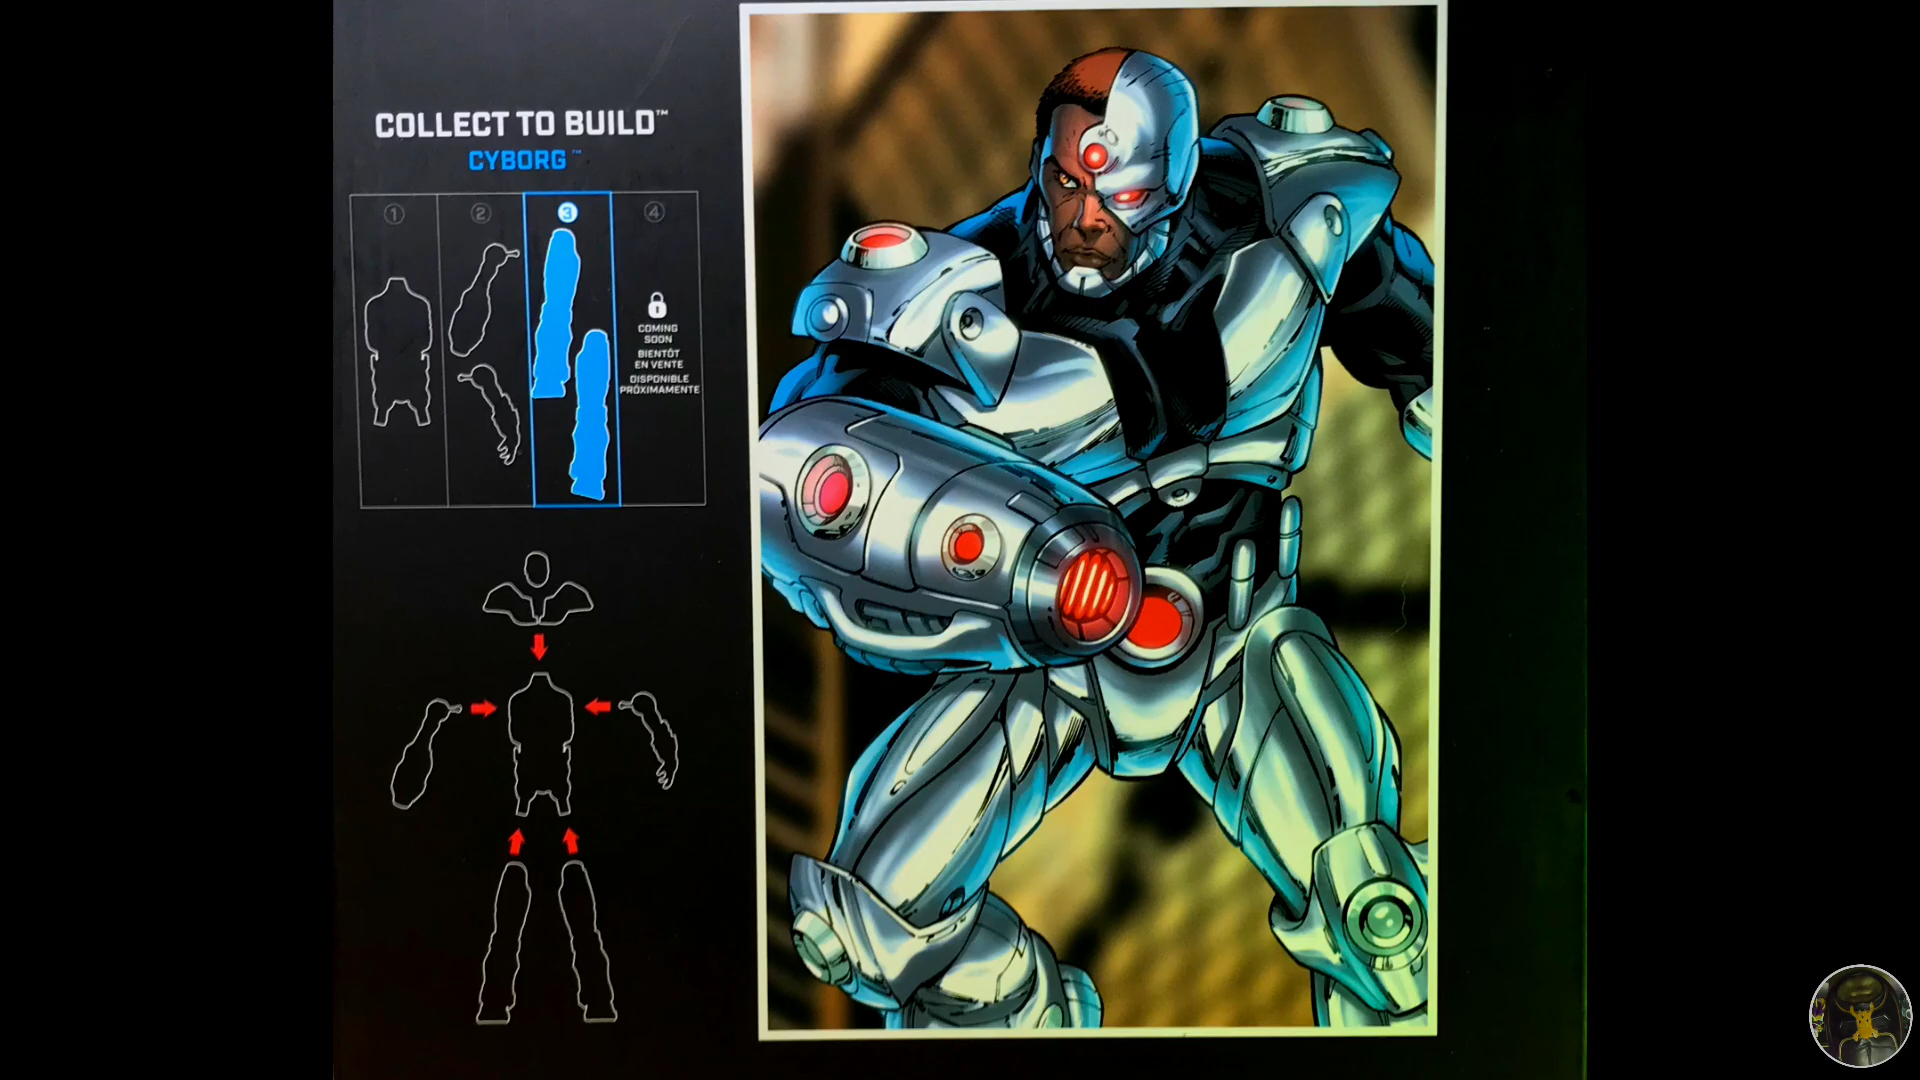 COLLECT TO BUILD™
CYBORG™
1
2
3
4
COMING
SOON
BIENTÔT
EN VENTE
DISPONIBLE
PRÓXIMAMENTE